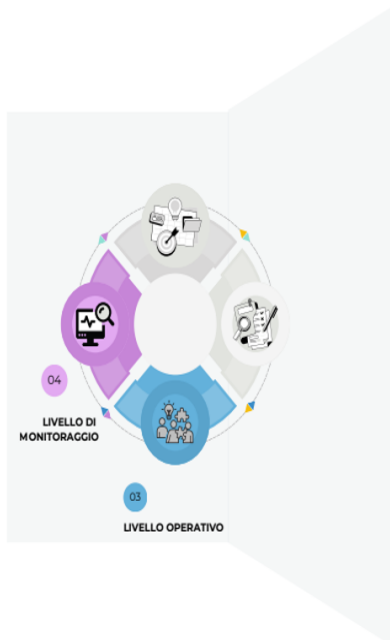 04
LIVELLO DI
MONITORAGGIO
03
LIVELLO OPERATIVO